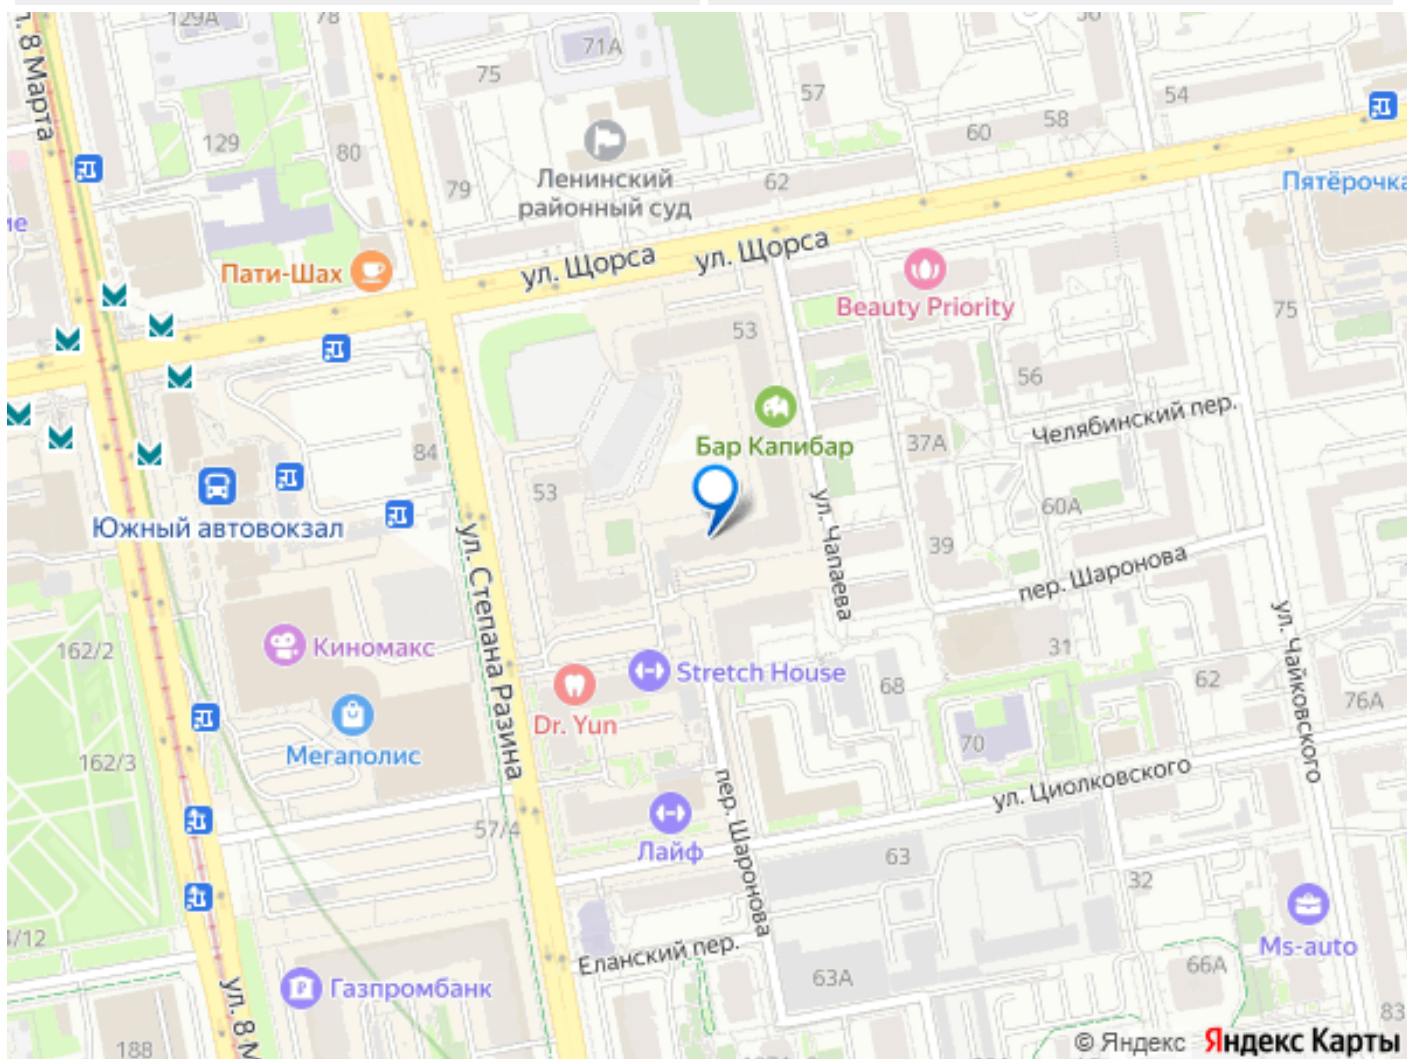 129А
78
71А
75
56
57
54
58
60
ул. 8 Марта
129
80
79
62
Ленинский
районный суд
Пятёрочка
ие
ул. Щорса
ул. Щорса
Пати-Шах
Beauty Priority
53
75
56
Челябинский пер.
Бар Капибар
37А
84
53
60А
Южный автовокзал
ул. Чапаева
39
пер. Шаронова
ул. Степана Разина
162/2
Киномакс
31
ул. Чайковского
Stretch House
68
62
76А
Dr. Yun
Мегаполис
70
162/3
ул. Циолковского
пер. Шаронова
57/4
Лайф
63
32
4/12
Еланский пер.
Ms-auto
66А
63А
Газпромбанк
ул. 8 М
83
188
© Яндекс Яндекс Карты